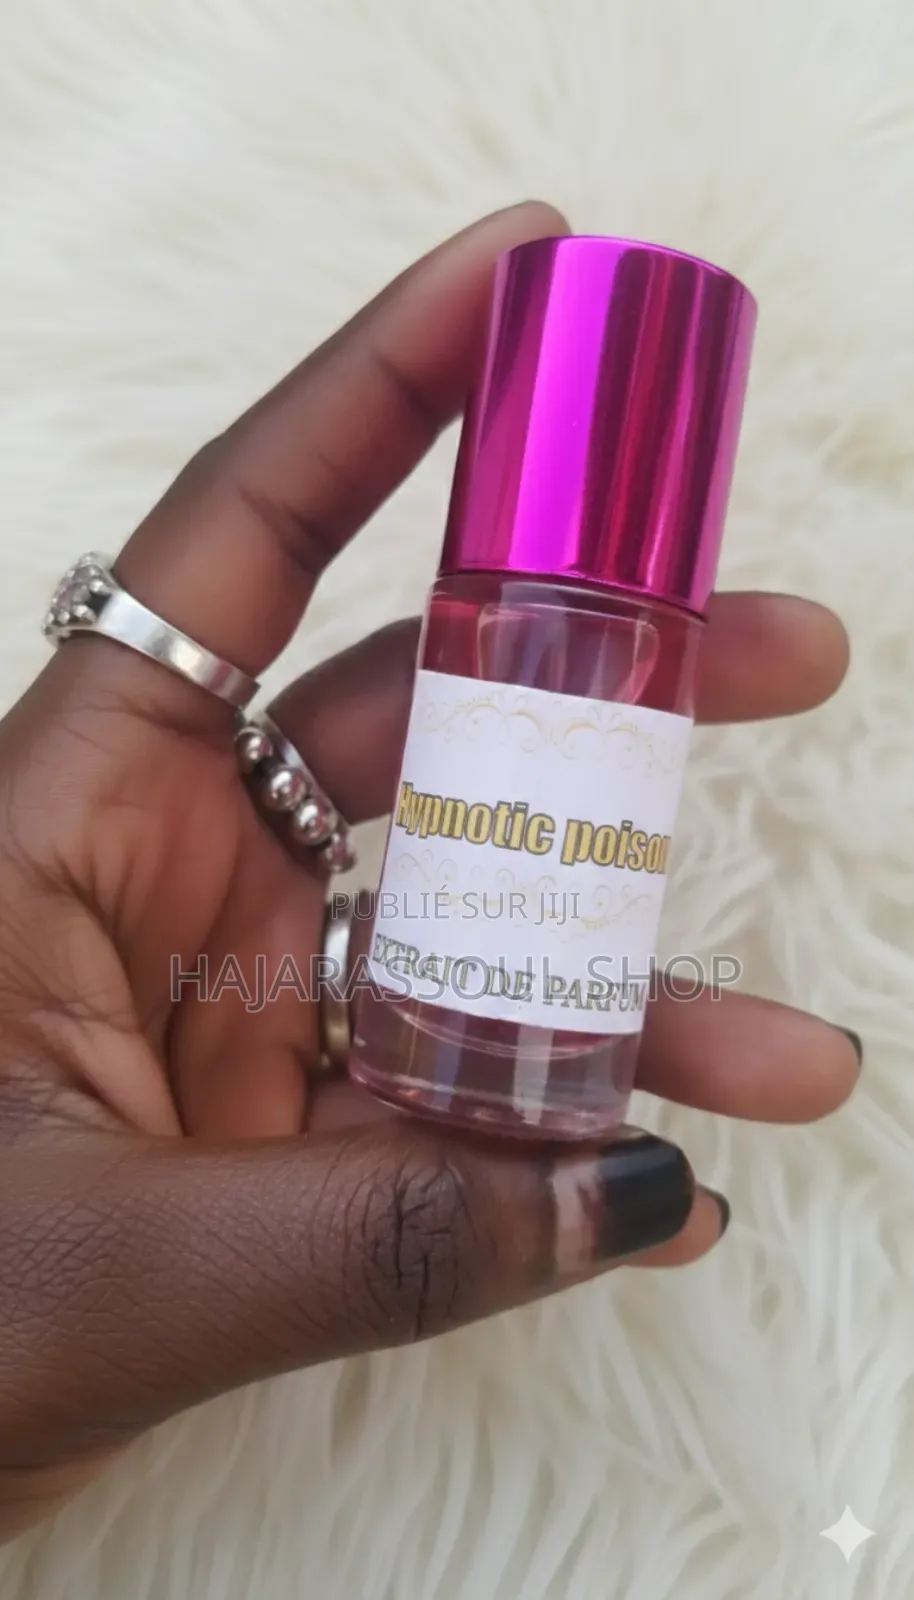 Hypnotic poison
PUBLIÉ SUR JIJI
HAJARASSOUL SHOP
EXTRAIT DE PARFUM